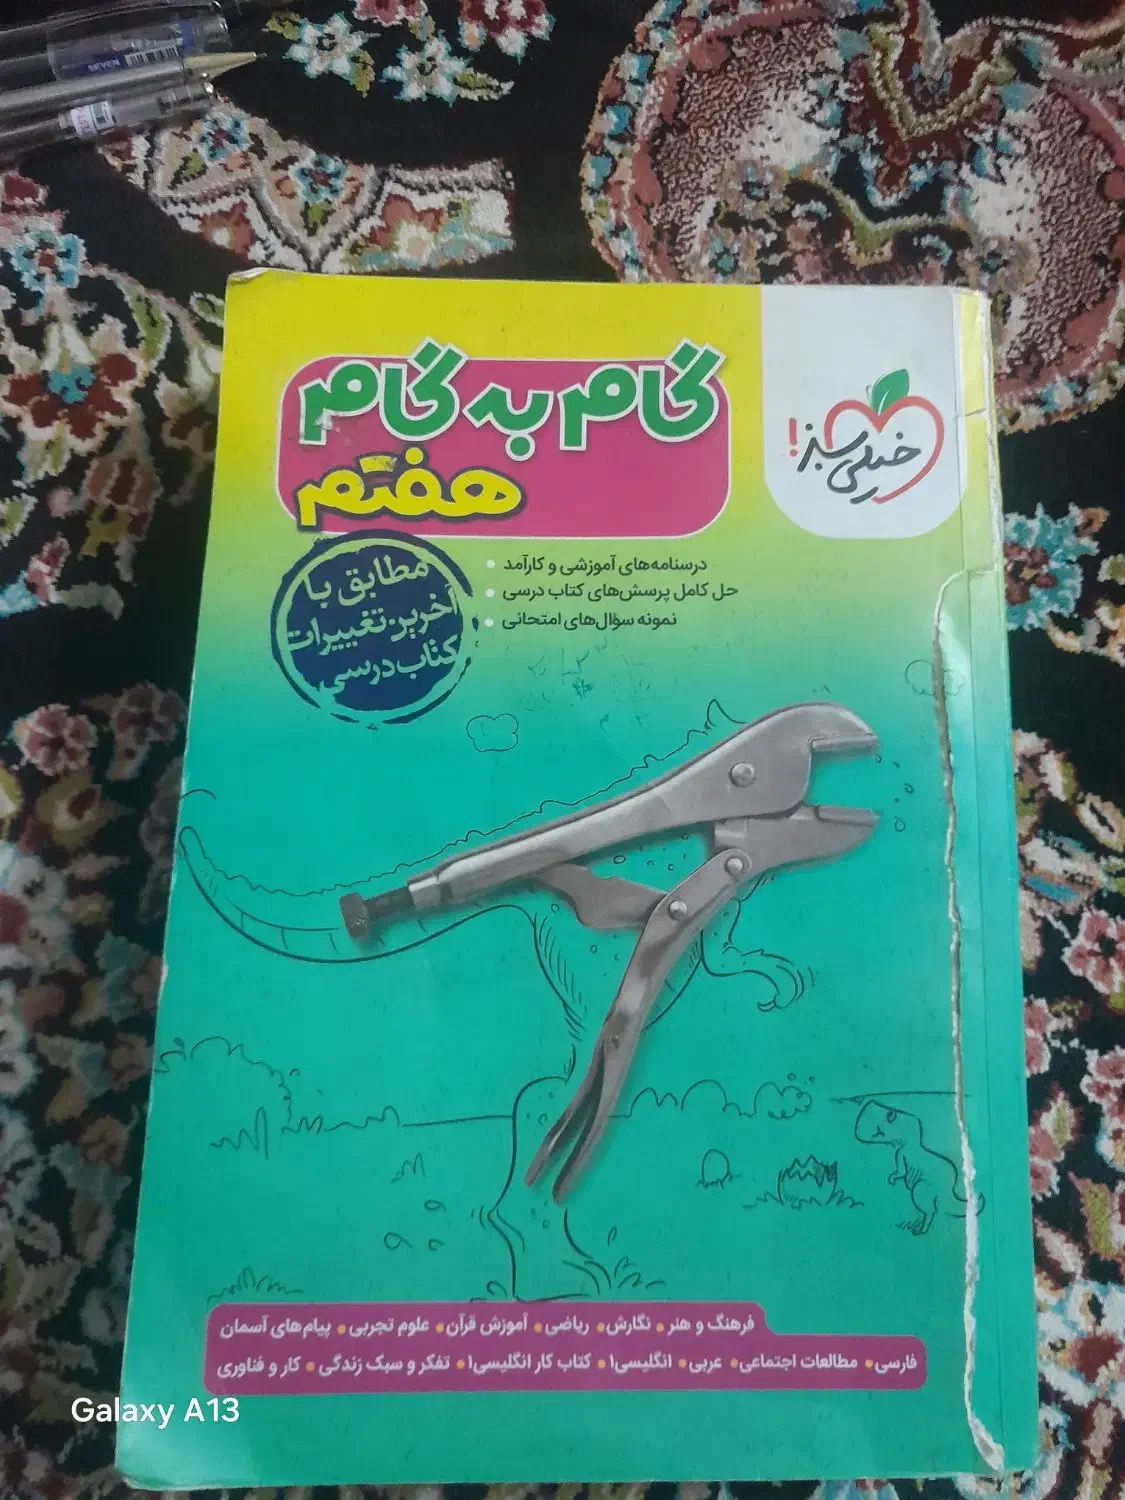 SEVEN
گام به گام
هفتم
خیلی سبز!
درسنامه‌های آموزشی و کارآمد
حل کامل پرسش‌های کتاب درسی
نمونه سؤال‌های امتحانی
مطابق با
آخرین تغییرات
کتاب درسی
فرهنگ و هنر • نگارش • ریاضی • آموزش قرآن • علوم تجربی • پیام‌های آسمان
فارسی • مطالعات اجتماعی • عربی • انگلیسی۱ • کتاب کار انگلیسی۱ • تفکر و سبک زندگی • کار و فناوری
Galaxy A13